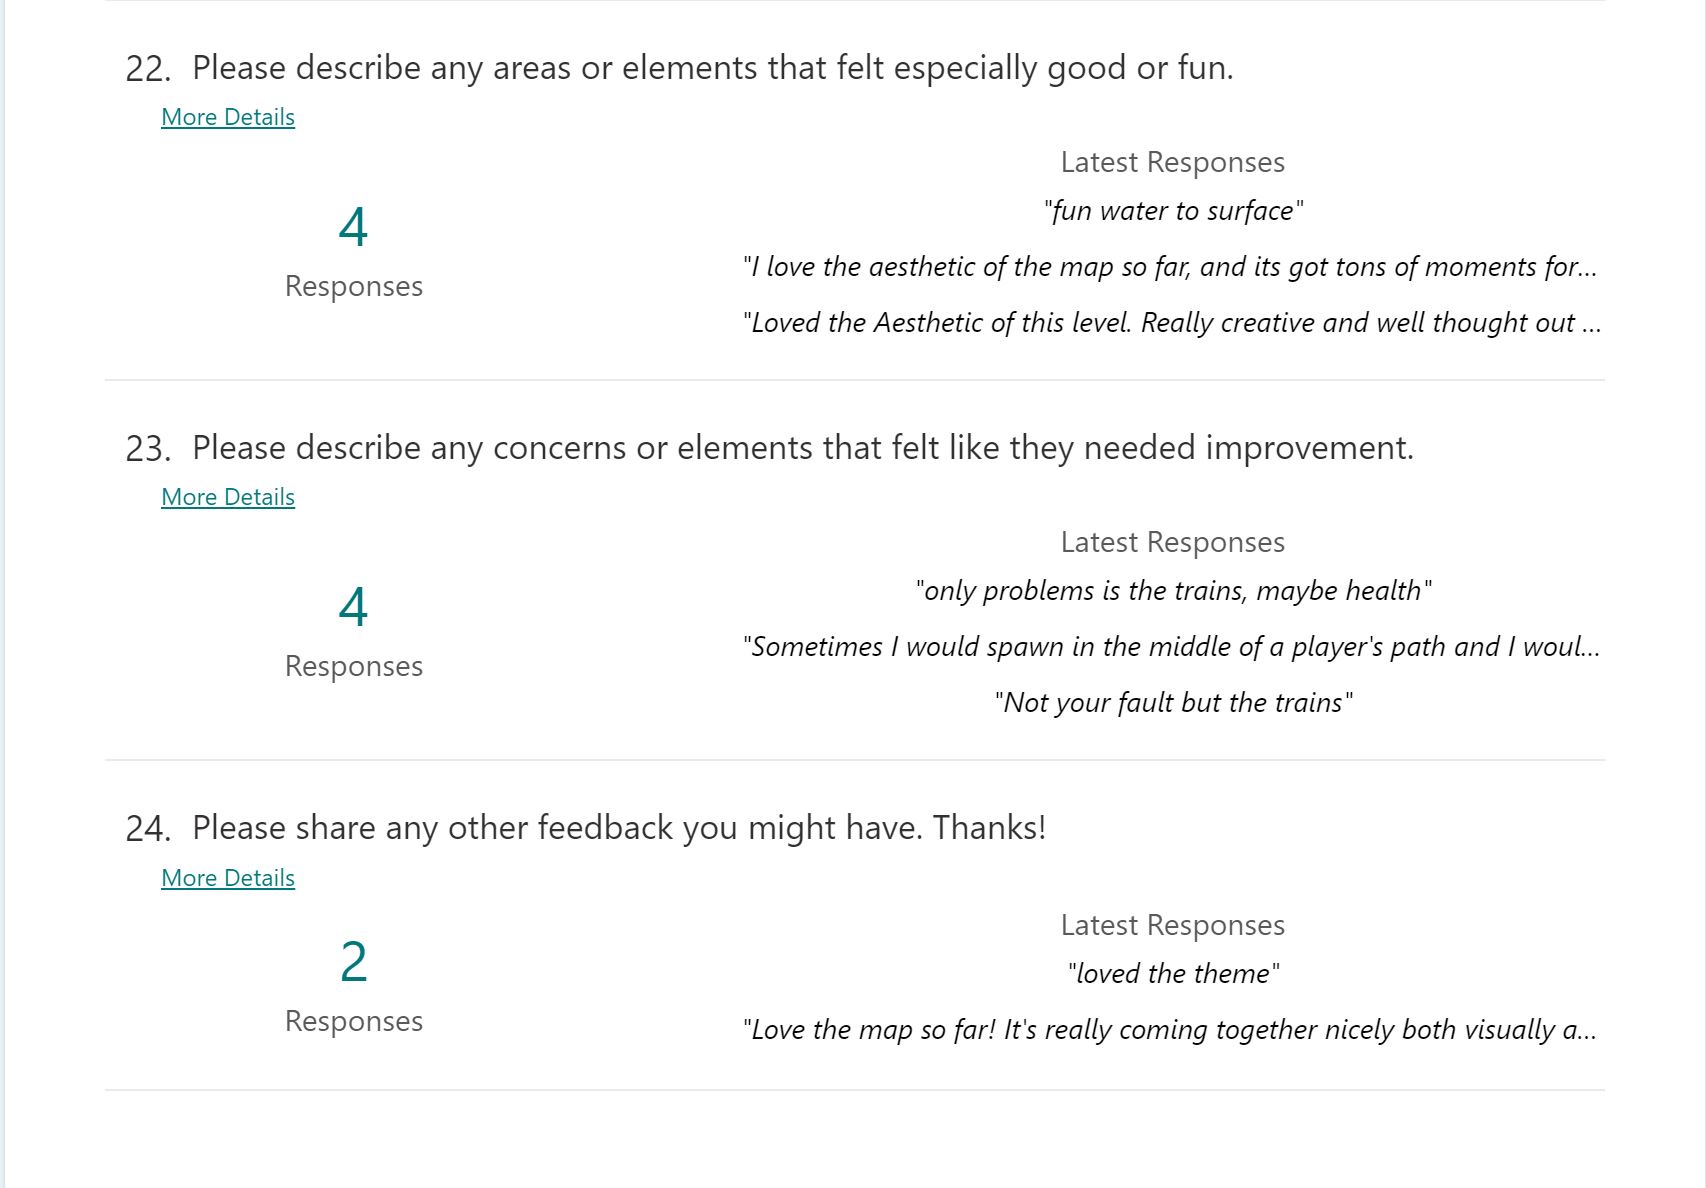 22. Please describe any areas or elements that felt especially good or fun.
More Details
4
Responses
Latest Responses
"fun water to surface"
"I love the aesthetic of the map so far, and its got tons of moments for...
"Loved the Aesthetic of this level. Really creative and well thought out ...
23. Please describe any concerns or elements that felt like they needed improvement.
More Details
4
Responses
Latest Responses
"only problems is the trains, maybe health"
"Sometimes I would spawn in the middle of a player's path and I woul...
"Not your fault but the trains"
24. Please share any other feedback you might have. Thanks!
More Details
2
Responses
Latest Responses
"loved the theme"
"Love the map so far! It's really coming together nicely both visually a...